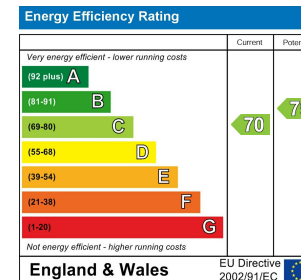 Energy Efficiency Rating
Current
Very energy efficient - lower running costs
(92 plus) A
(81-91) B
(69-80) C
70
(55-68) D
(39-54) E
(21-38) F
(1-20) G
Not energy efficient - higher running costs
England & Wales
EU Directive
2002/91/EC